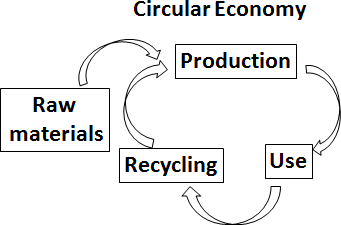 Circular Economy
Production
Raw
materials
Recycling
Use